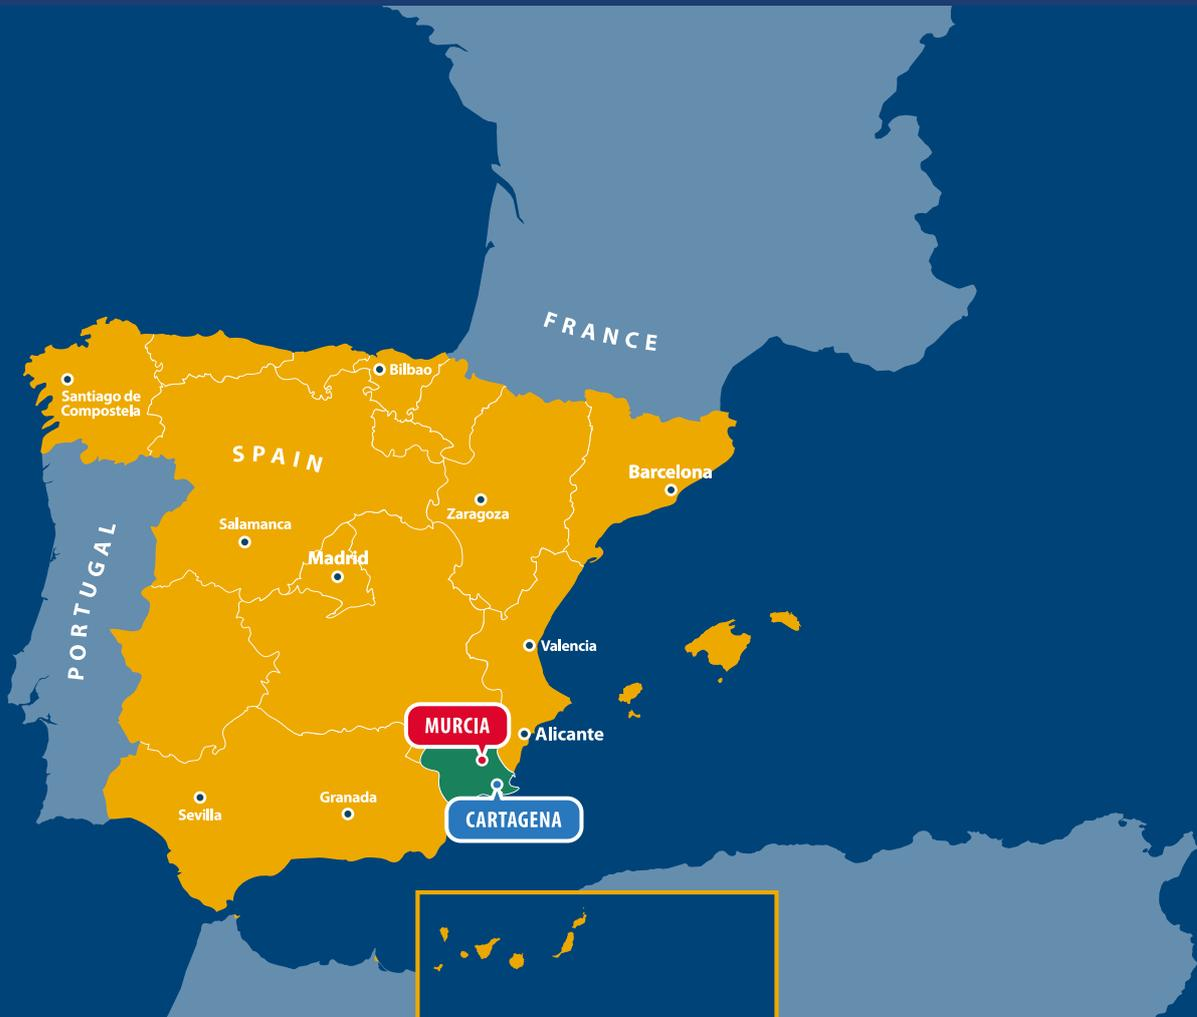 FRANCE
Bilbao
Santiago de
Compostela
SPAIN
Barcelona
Zaragoza
Salamanca
PORTUGAL
Madrid
Valencia
MURCIA
Alicante
Sevilla
Granada
CARTAGENA